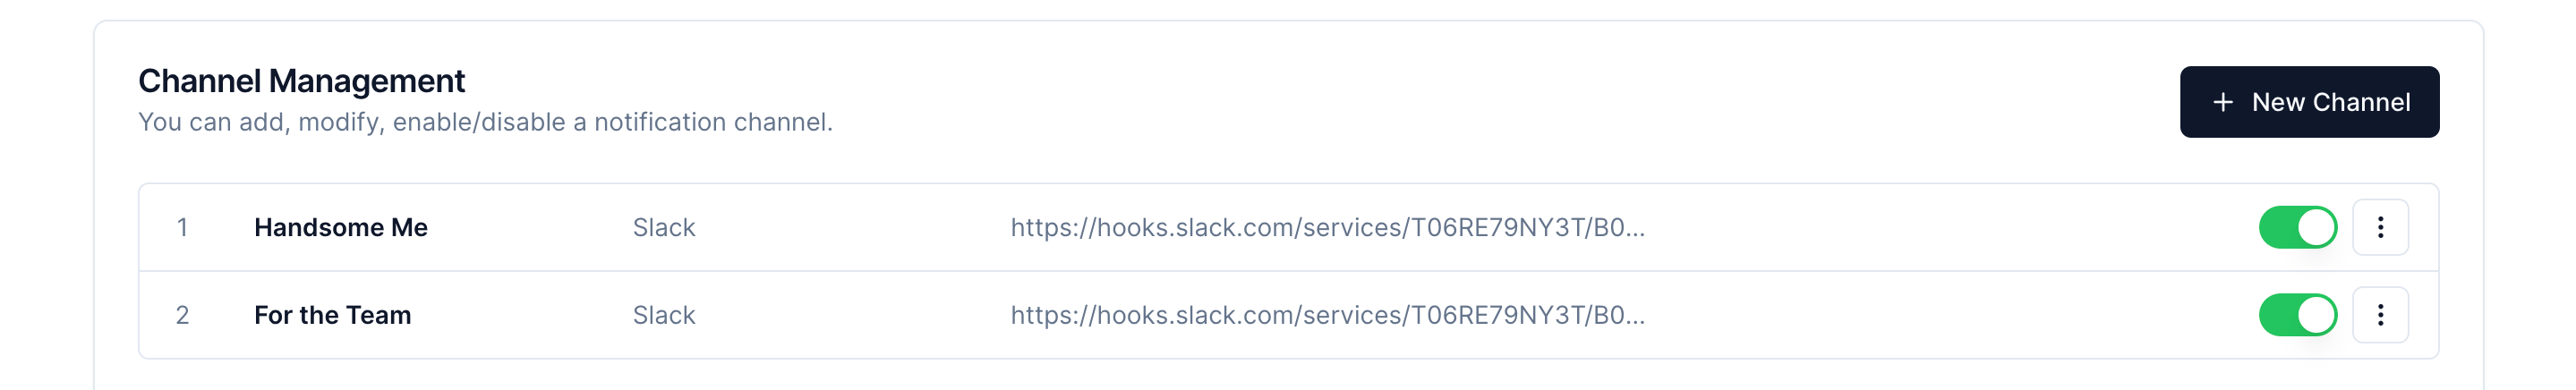 Channel Management
You can add, modify, enable/disable a notification channel.
+ New Channel
1 Handsome Me Slack https://hooks.slack.com/services/T06RE79NY3T/B0...
2 For the Team Slack https://hooks.slack.com/services/T06RE79NY3T/B0...